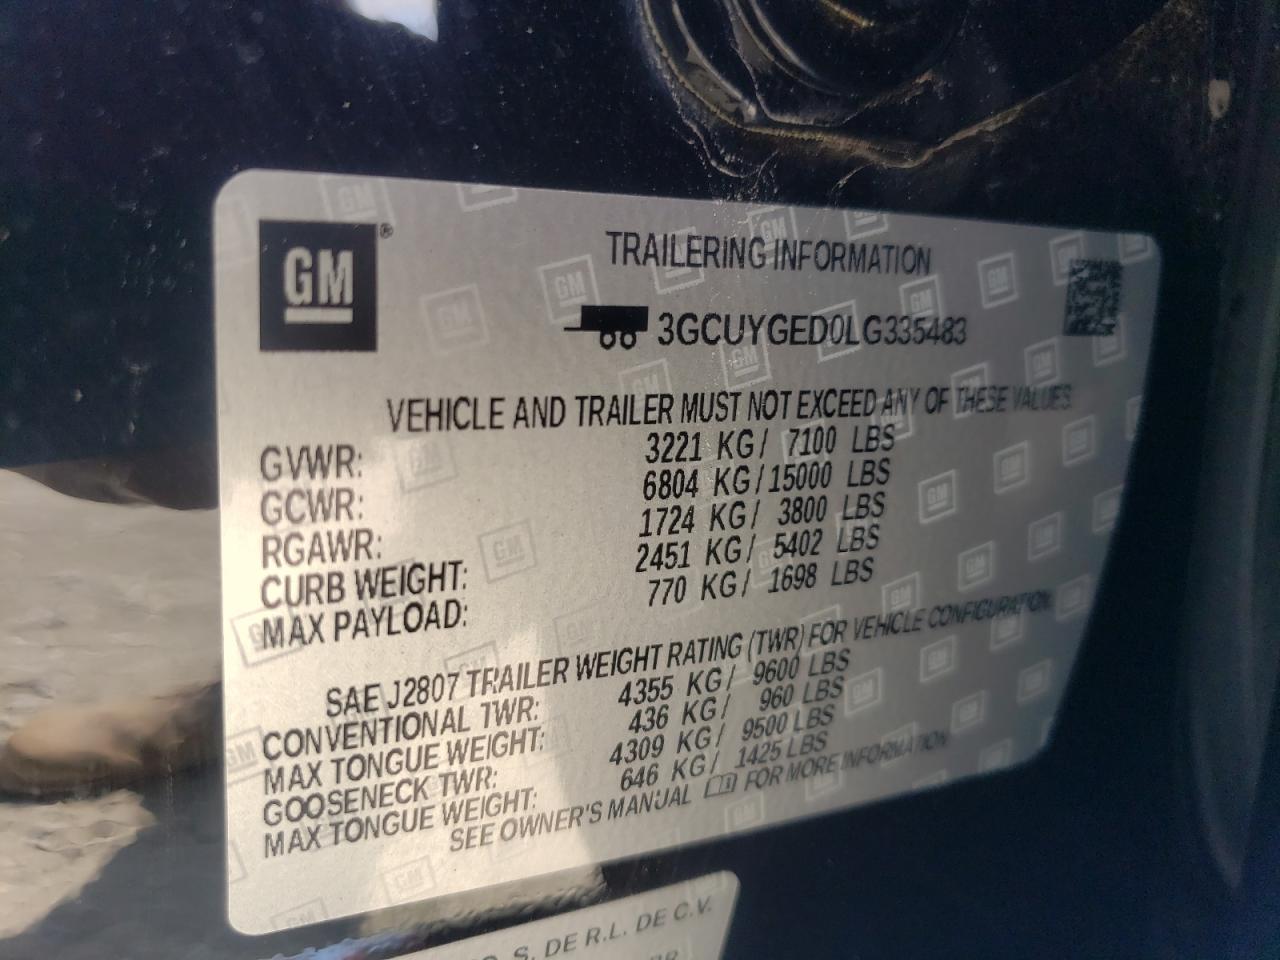 GM®
TRAILERING INFORMATION
3GCUYGED0LG335483
VEHICLE AND TRAILER MUST NOT EXCEED ANY OF THESE VALUES.
GVWR: 3221 KG/ 7100 LBS
GCWR: 6804 KG/15000 LBS
RGAWR: 1724 KG/ 3800 LBS
CURB WEIGHT: 2451 KG/ 5402 LBS
MAX PAYLOAD: 770 KG/ 1698 LBS
SAE J2807 TRAILER WEIGHT RATING (TWR) FOR VEHICLE CONFIGURATION.
CONVENTIONAL TWR: 4355 KG/ 9600 LBS
MAX TONGUE WEIGHT: 436 KG/ 960 LBS
GOOSENECK TWR: 4309 KG/ 9500 LBS
MAX TONGUE WEIGHT: 646 KG/ 1425 LBS
SEE OWNER'S MANUAL FOR MORE INFORMATION
S. DE R.L. DE C.V.